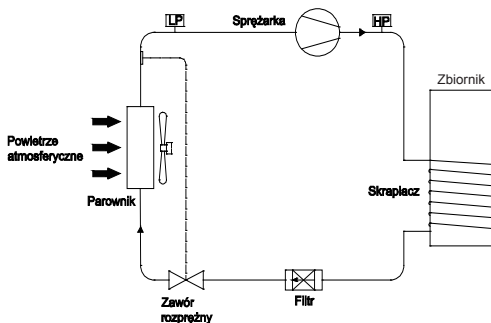 LP
Sprężarka
HP
Zbiornik
Powietrze
atmosferyczne
Parownik
Skraplacz
Zawór
rozprężny
Filtr